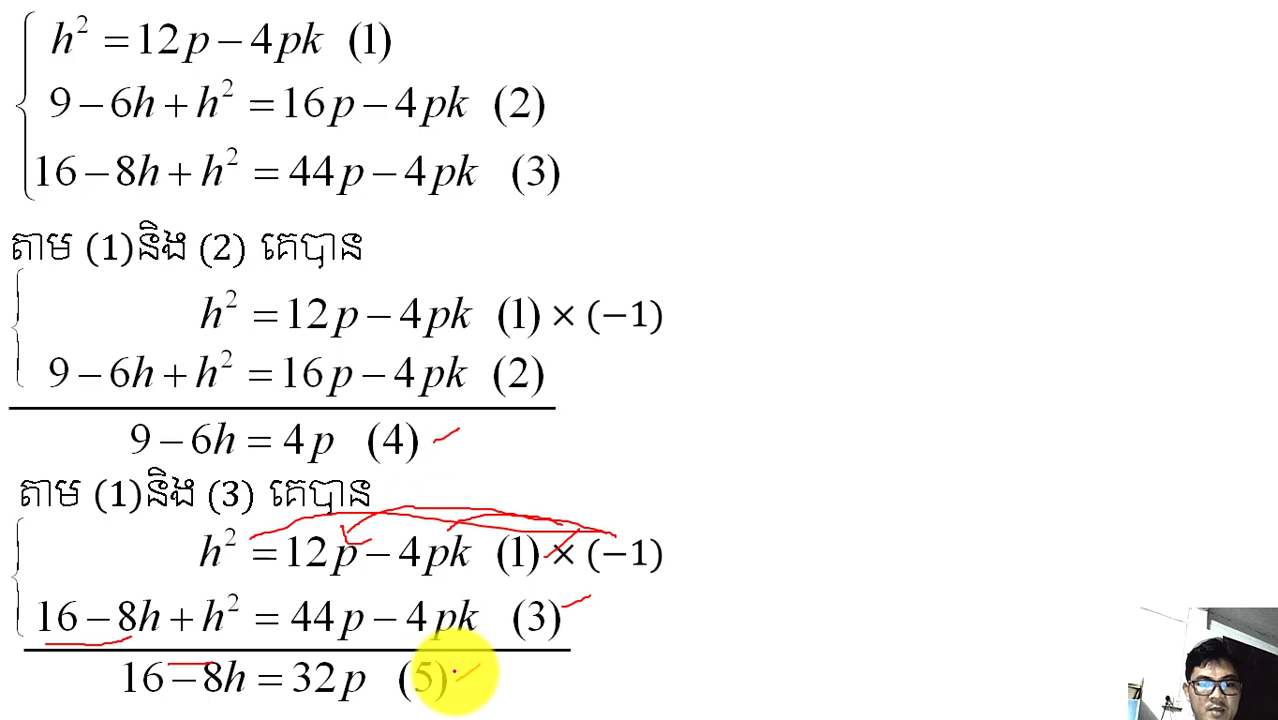 h² = 12p − 4pk (1)
9 − 6h + h² = 16p − 4pk (2)
16 − 8h + h² = 44p − 4pk (3)
តាម (1)និង (2) គេបាន
h² = 12p − 4pk (1) × (−1)
9 − 6h + h² = 16p − 4pk (2)
9 − 6h = 4p (4)
តាម (1)និង (3) គេបាន
h² = 12p − 4pk (1) × (−1)
16 − 8h + h² = 44p − 4pk (3)
16 − 8h = 32p (5)